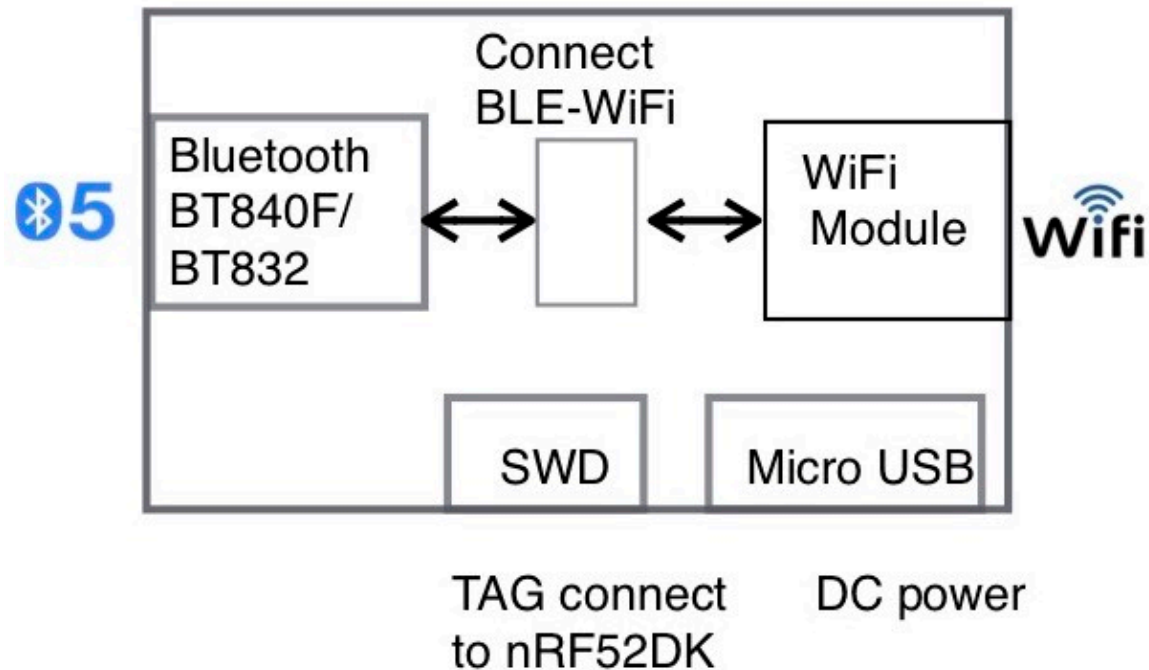 Connect
BLE-WiFi
Bluetooth
BT840F/
BT832
5
WiFi
Module
Wifi
SWD
Micro USB
TAG connect
to nRF52DK
DC power